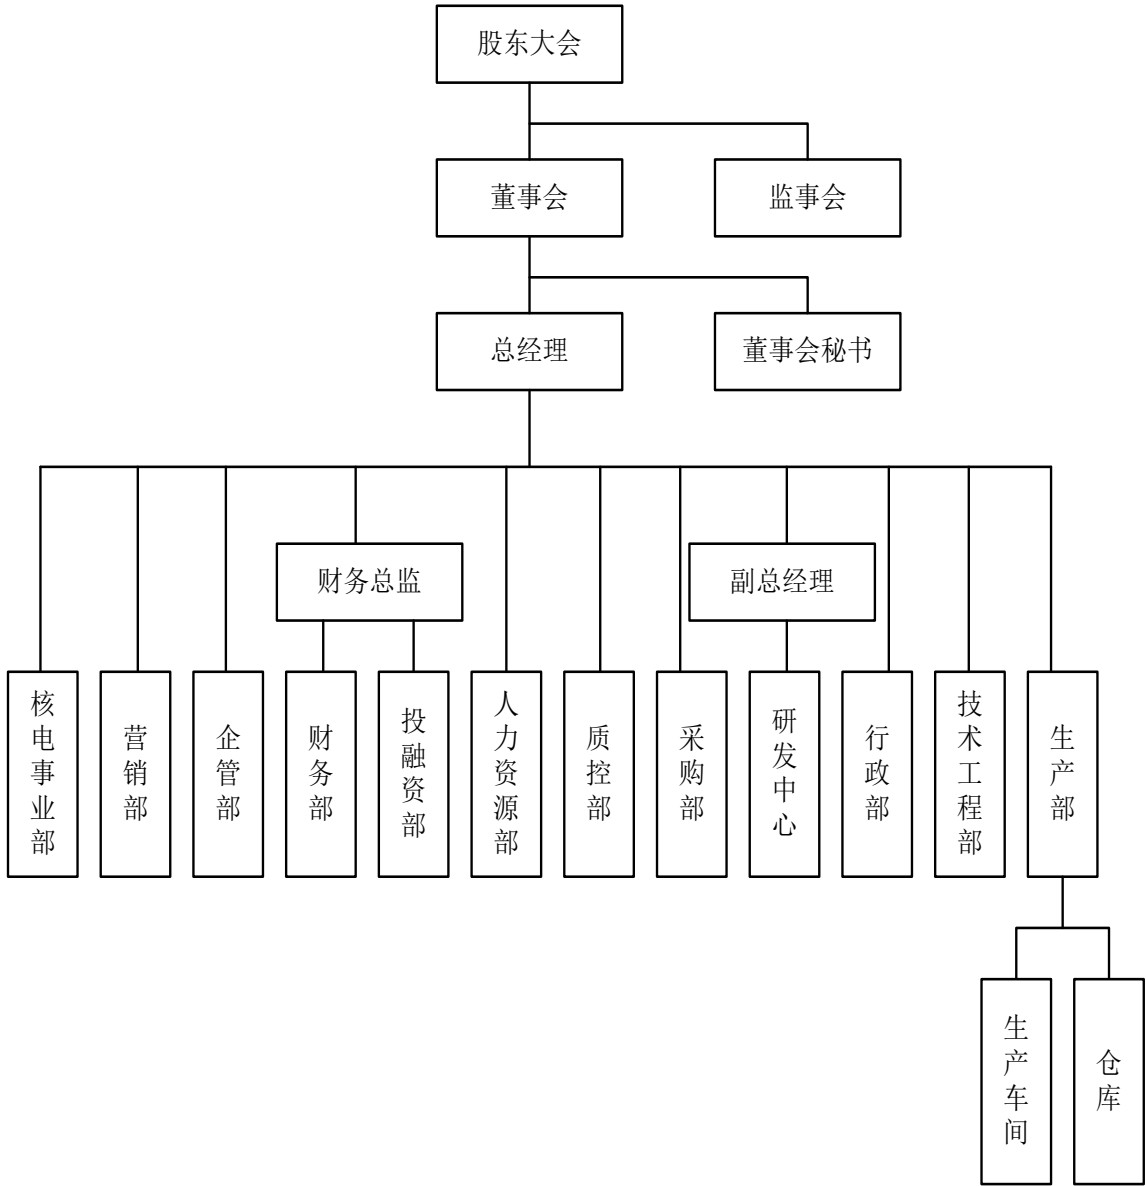 股东大会
董事会
监事会
总经理
董事会秘书
财务总监
副总经理
核电事业部
营销部
企管部
财务部
投融资部
人力资源部
质控部
采购部
研发中心
行政部
技术工程部
生产部
生产车间
仓库